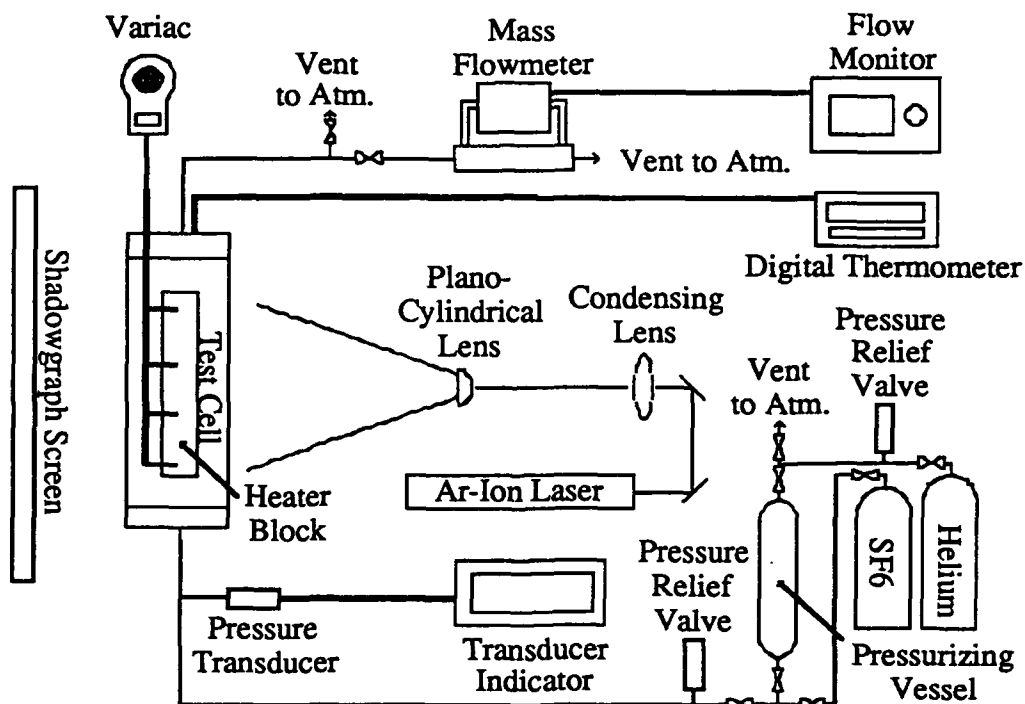 Variac
Vent
to Atm.
Mass
Flowmeter
Flow
Monitor
Vent to Atm.
Digital Thermometer
Shadowgraph Screen
Test Cell
Plano-
Cylindrical
Lens
Condensing
Lens
Pressure
Relief
Valve
Vent
to Atm.
Ar-Ion Laser
Heater
Block
SF6
Helium
Pressure
Relief
Valve
Pressure
Transducer
Transducer
Indicator
Pressurizing
Vessel